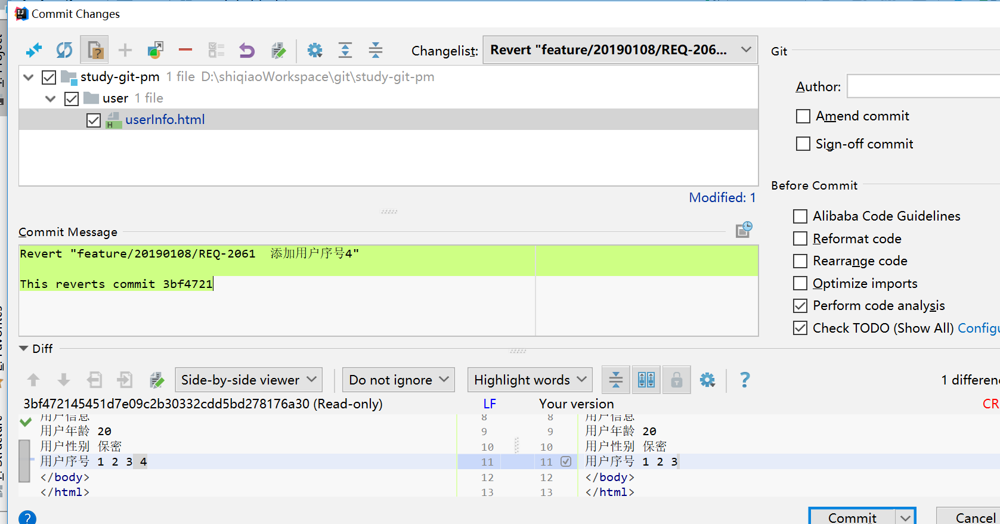 Commit Changes
Changelist: Revert "feature/20190108/REQ-206... Git
study-git-pm 1 file D:\shiqiaoWorkspace\git\study-git-pm
user 1 file
userInfo.html
Author:
Amend commit
Sign-off commit
Modified: 1
Before Commit
Alibaba Code Guidelines
Reformat code
Rearrange code
Optimize imports
Perform code analysis
Check TODO (Show All) Configu
Commit Message
Revert "feature/20190108/REQ-2061 添加用户序号4"
This reverts commit 3bf4721
Diff
Side-by-side viewer Do not ignore Highlight words ? 1 differen
3bf472145451d7e09c2b30332cdd5bd278176a30 (Read-only) LF Your version CR
用户信息 8 8 用户信息
用户年龄 20 9 9 用户年龄 20
用户性别 保密 10 10 用户性别 保密
用户序号 1 2 3 4 11 11 用户序号 1 2 3
</body> 12 12 </body>
</html> 13 13 </html>
? Commit Cancel